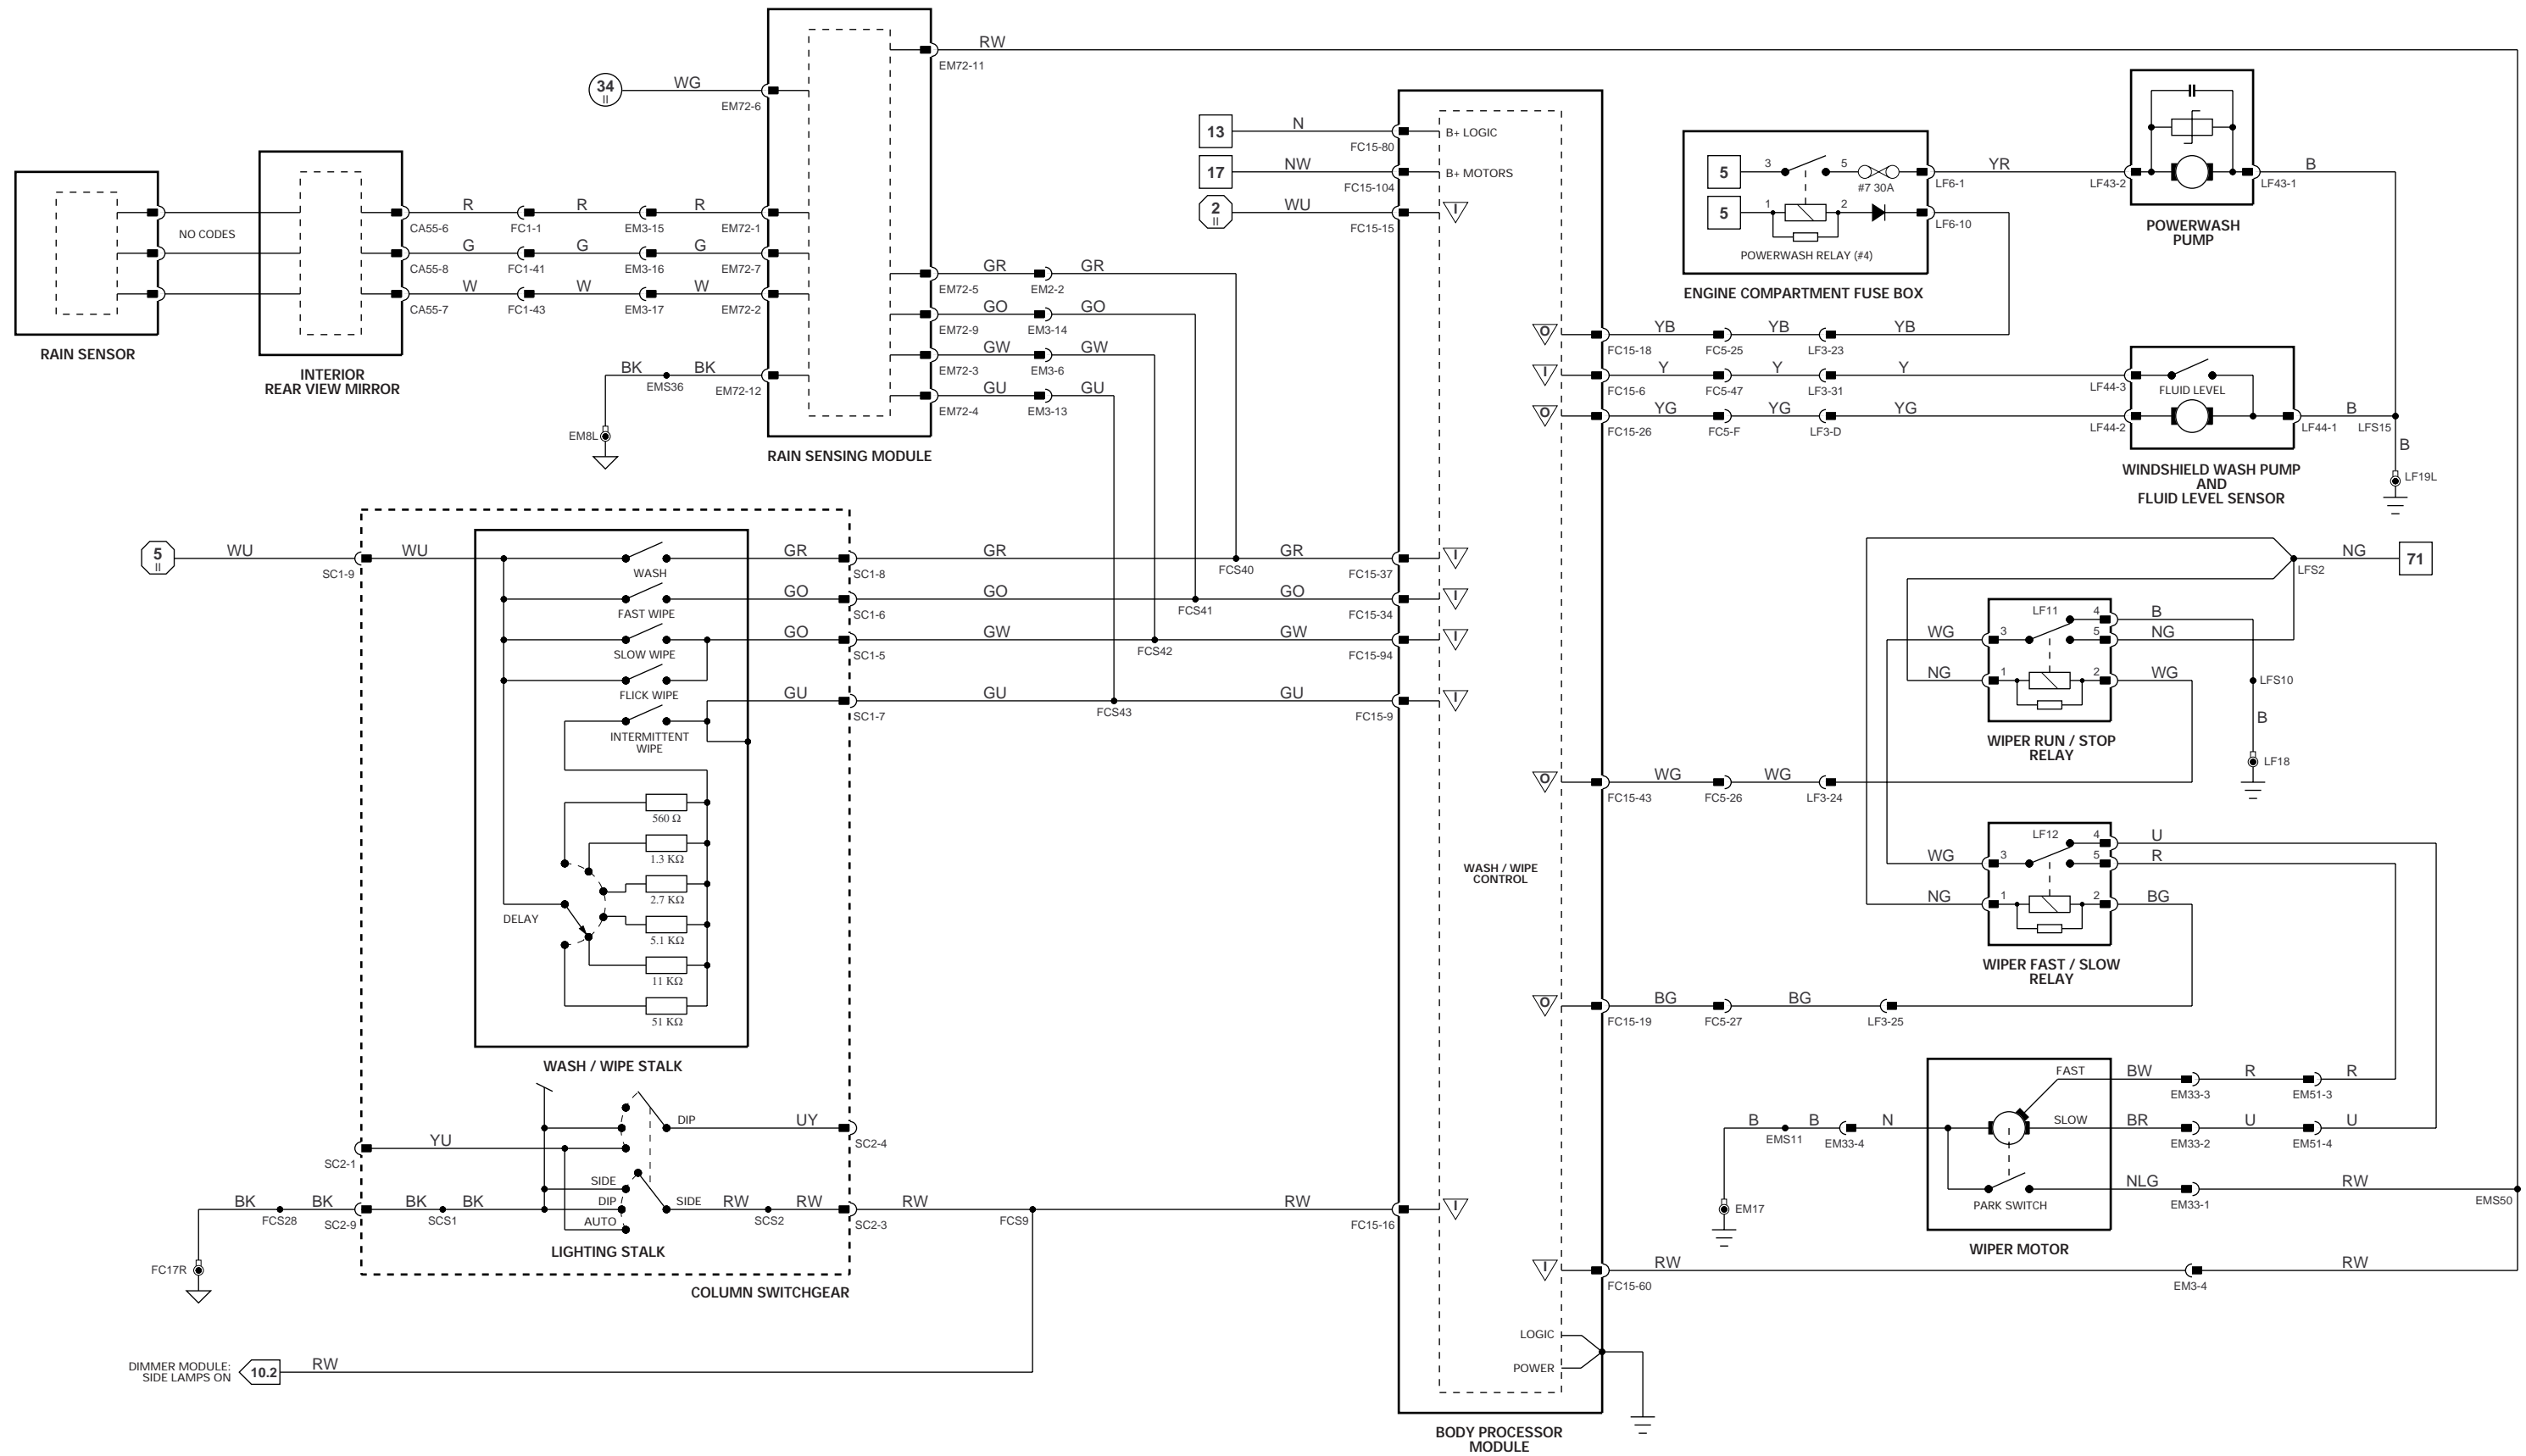 RW
EM72-11
34
II
WG
EM72-6
13
N
FC15-80
B+ LOGIC
17
NW
FC15-104
B+ MOTORS
2
II
WU
FC15-15
I
5
3
5
#7 30A
LF6-1
YR
LF43-2
LF43-1
B
5
1
2
LF6-10
POWERWASH RELAY (#4)
ENGINE COMPARTMENT FUSE BOX
POWERWASH
PUMP
NO CODES
R
R
R
CA55-6
FC1-1
EM3-15
EM72-1
G
G
G
CA55-8
FC1-41
EM3-16
EM72-7
W
W
W
CA55-7
FC1-43
EM3-17
EM72-2
RAIN SENSOR
INTERIOR
REAR VIEW MIRROR
GR
GR
EM72-5
EM2-2
GO
GO
EM72-9
EM3-14
GW
GW
EM72-3
EM3-6
GU
GU
EM72-4
EM3-13
BK
BK
EMS36
EM72-12
EM8L
RAIN SENSING MODULE
O
YB
YB
YB
FC15-18
FC5-25
LF3-23
I
Y
Y
Y
FC15-6
FC5-47
LF3-31
LF44-3
FLUID LEVEL
O
YG
YG
YG
FC15-26
FC5-F
LF3-D
LF44-2
LF44-1
B
LFS15
B
LF19L
WINDSHIELD WASH PUMP
AND
FLUID LEVEL SENSOR
5
II
WU
WU
SC1-9
WASH
GR
GR
GR
SC1-8
FCS40
FC15-37
I
FAST WIPE
GO
GO
GO
SC1-6
FCS41
FC15-34
I
SLOW WIPE
GO
GW
GW
SC1-5
FCS42
FC15-94
I
FLICK WIPE
GU
GU
GU
SC1-7
FCS43
FC15-9
I
INTERMITTENT
WIPE
560 Ω
1.3 KΩ
2.7 KΩ
DELAY
5.1 KΩ
11 KΩ
51 KΩ
WASH / WIPE STALK
NG
71
LFS2
LF11
4
B
WG
3
5
NG
NG
1
2
WG
LFS10
B
LF18
WIPER RUN / STOP
RELAY
O
WG
WG
FC15-43
FC5-26
LF3-24
LF12
4
U
WG
3
5
R
NG
1
2
BG
WIPER FAST / SLOW
RELAY
WASH / WIPE
CONTROL
O
BG
BG
FC15-19
FC5-27
LF3-25
FAST
BW
R
R
EM33-3
EM51-3
B
B
N
EMS11
EM33-4
SLOW
BR
U
U
EM33-2
EM51-4
PARK SWITCH
NLG
RW
EM33-1
EMS50
EM17
WIPER MOTOR
DIP
UY
SC2-4
YU
SC2-1
SIDE
DIP
AUTO
SIDE
BK
BK
BK
BK
FCS28
SC2-9
SCS1
RW
RW
RW
RW
SCS2
SC2-3
FCS9
FC15-16
I
LIGHTING STALK
FC17R
COLUMN SWITCHGEAR
I
RW
RW
FC15-60
EM3-4
LOGIC
POWER
DIMMER MODULE:
SIDE LAMPS ON
10.2
RW
BODY PROCESSOR
MODULE